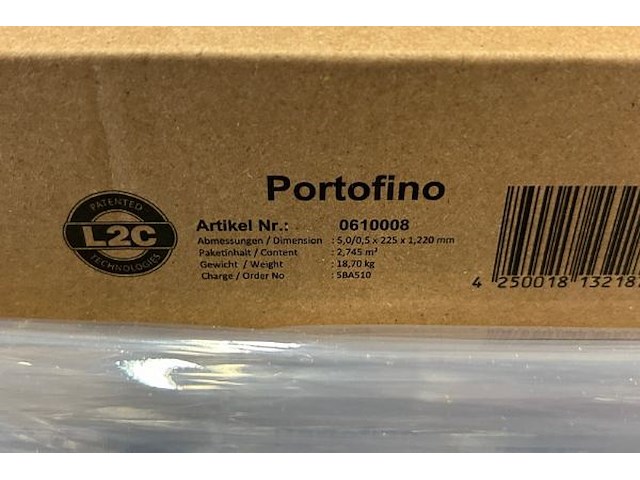 Portofino
PATENTED
L2C
TECHNOLOGIES
Artikel Nr.: 0610008
Abmessungen / Dimension : 5,0/0,5 x 225 x 1,220 mm
Paketinhalt / Content : 2,745 m²
Gewicht / Weight : 18,70 kg
Charge / Order No : 5BA510
4 250018 13218